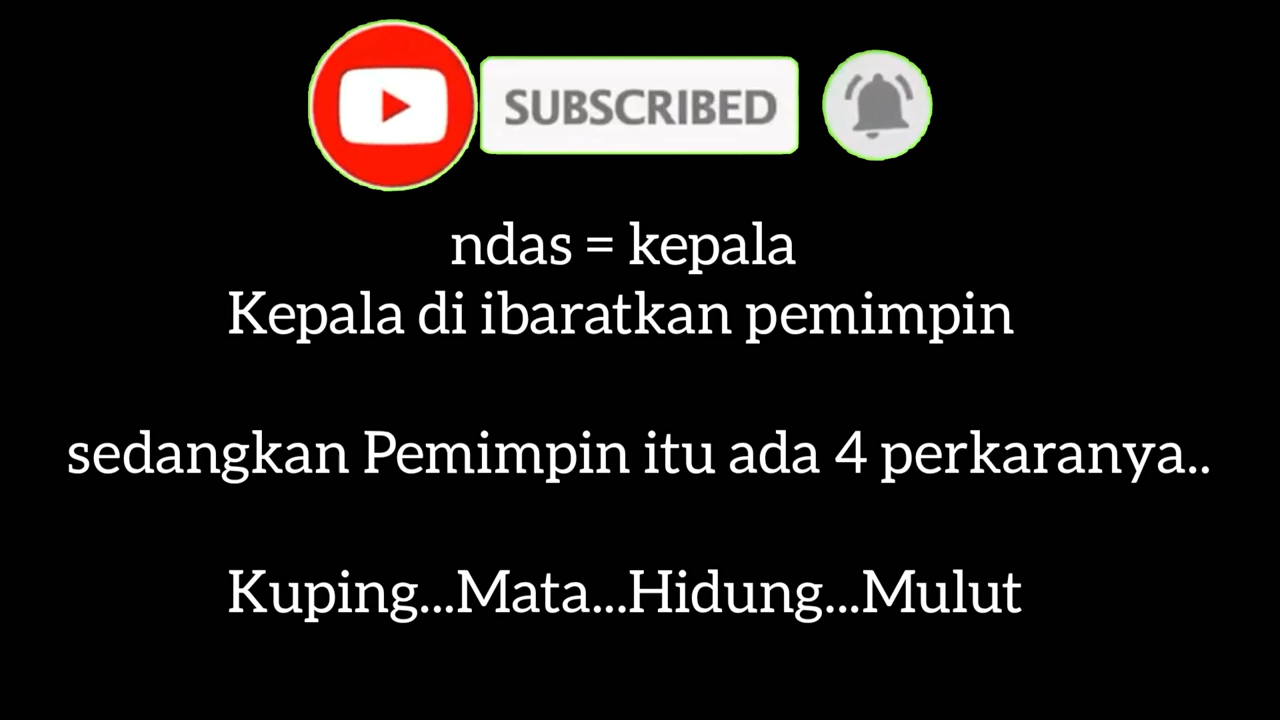 SUBSCRIBED
ndas = kepala
Kepala di ibaratkan pemimpin
sedangkan Pemimpin itu ada 4 perkaranya..
Kuping...Mata...Hidung...Mulut